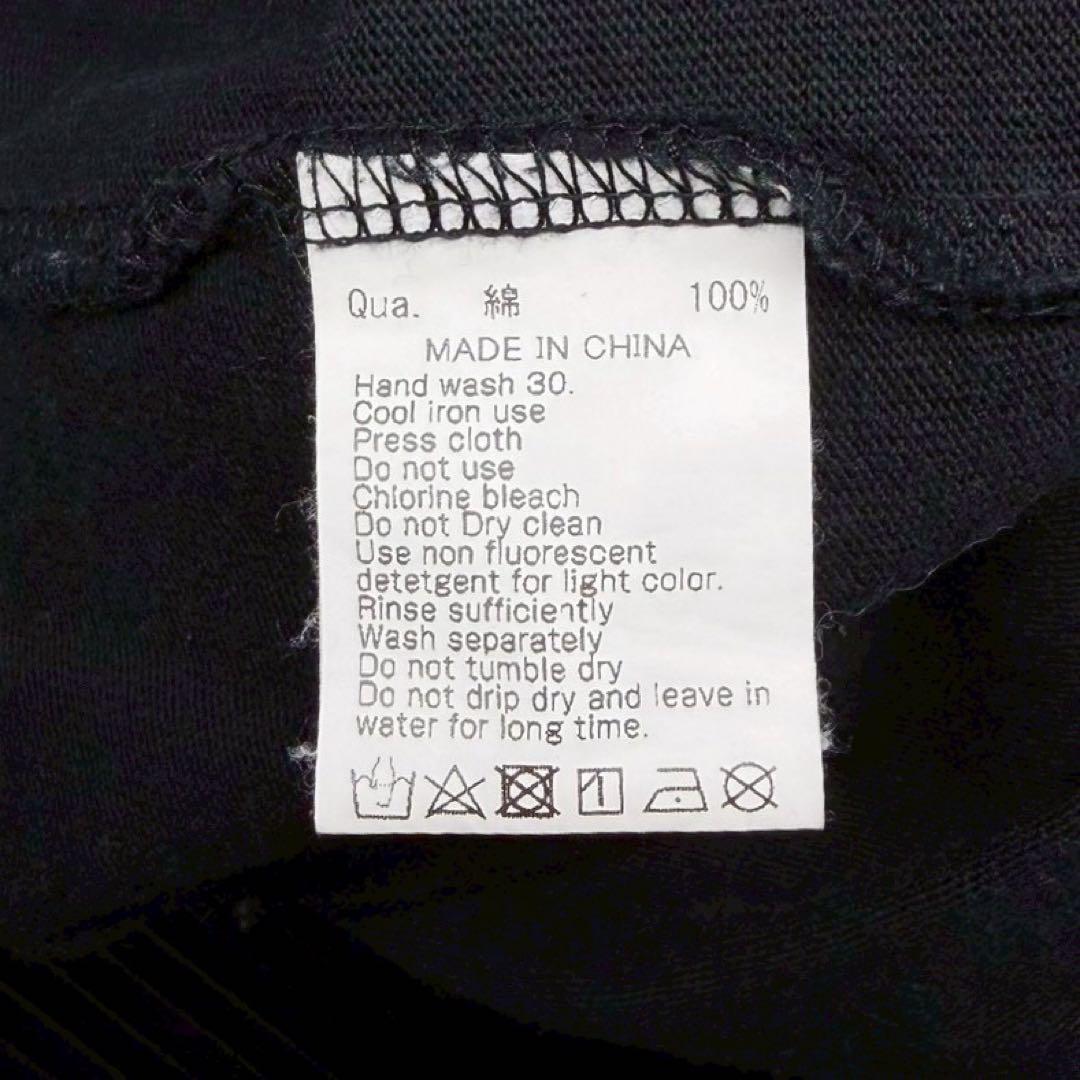 Qua. 綿 100%
MADE IN CHINA
Hand wash 30.
Cool iron use
Press cloth
Do not use
Chlorine bleach
Do not Dry clean
Use non fluorescent
detetgent for light color.
Rinse sufficiently
Wash separately
Do not tumble dry
Do not drip dry and leave in
water for long time.